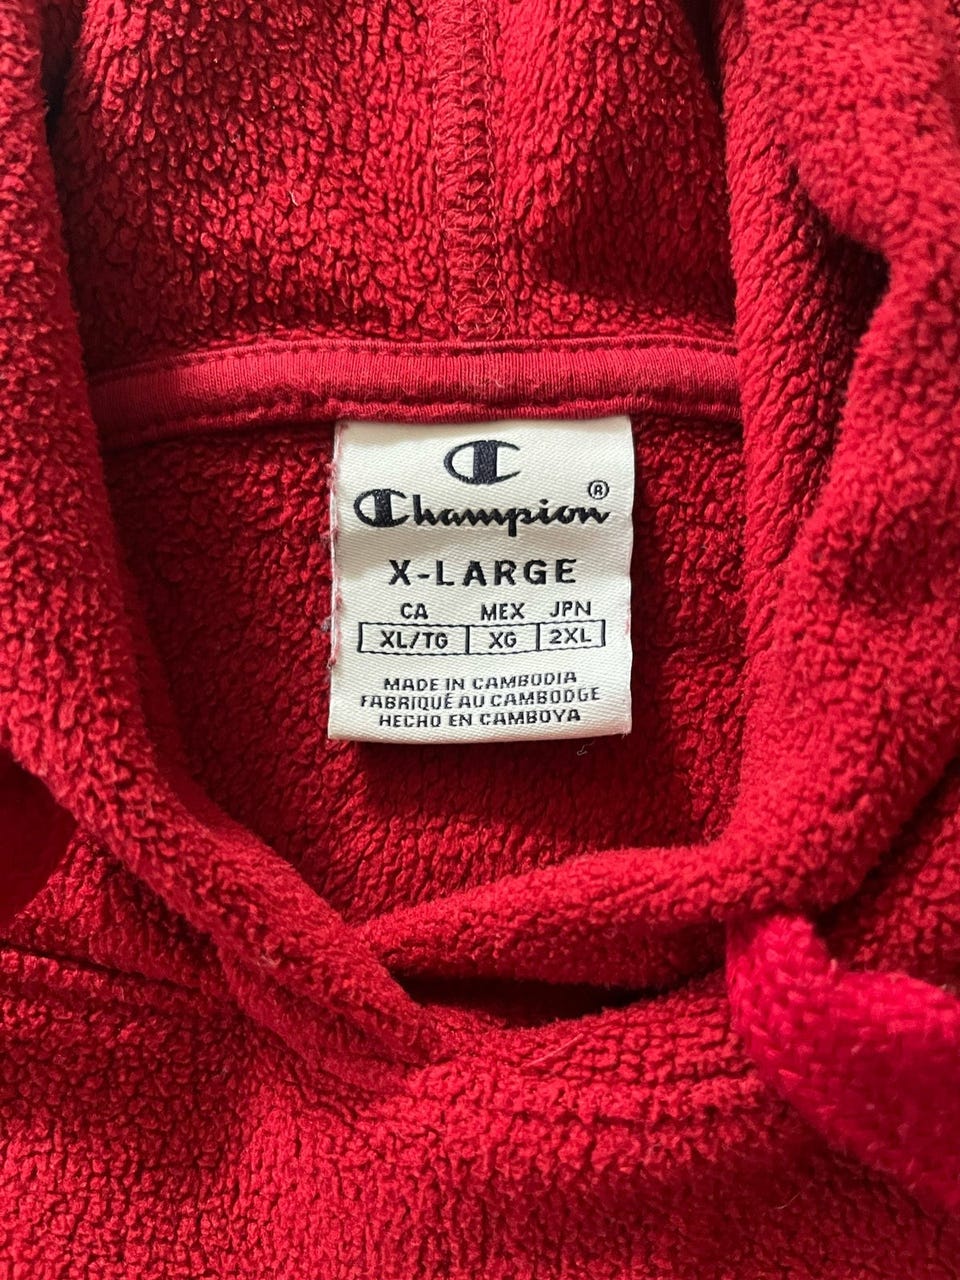 Champion®
X-LARGE
CA MEX JPN
XL/TG XG 2XL
MADE IN CAMBODIA
FABRIQUÉ AU CAMBODGE
HECHO EN CAMBOYA